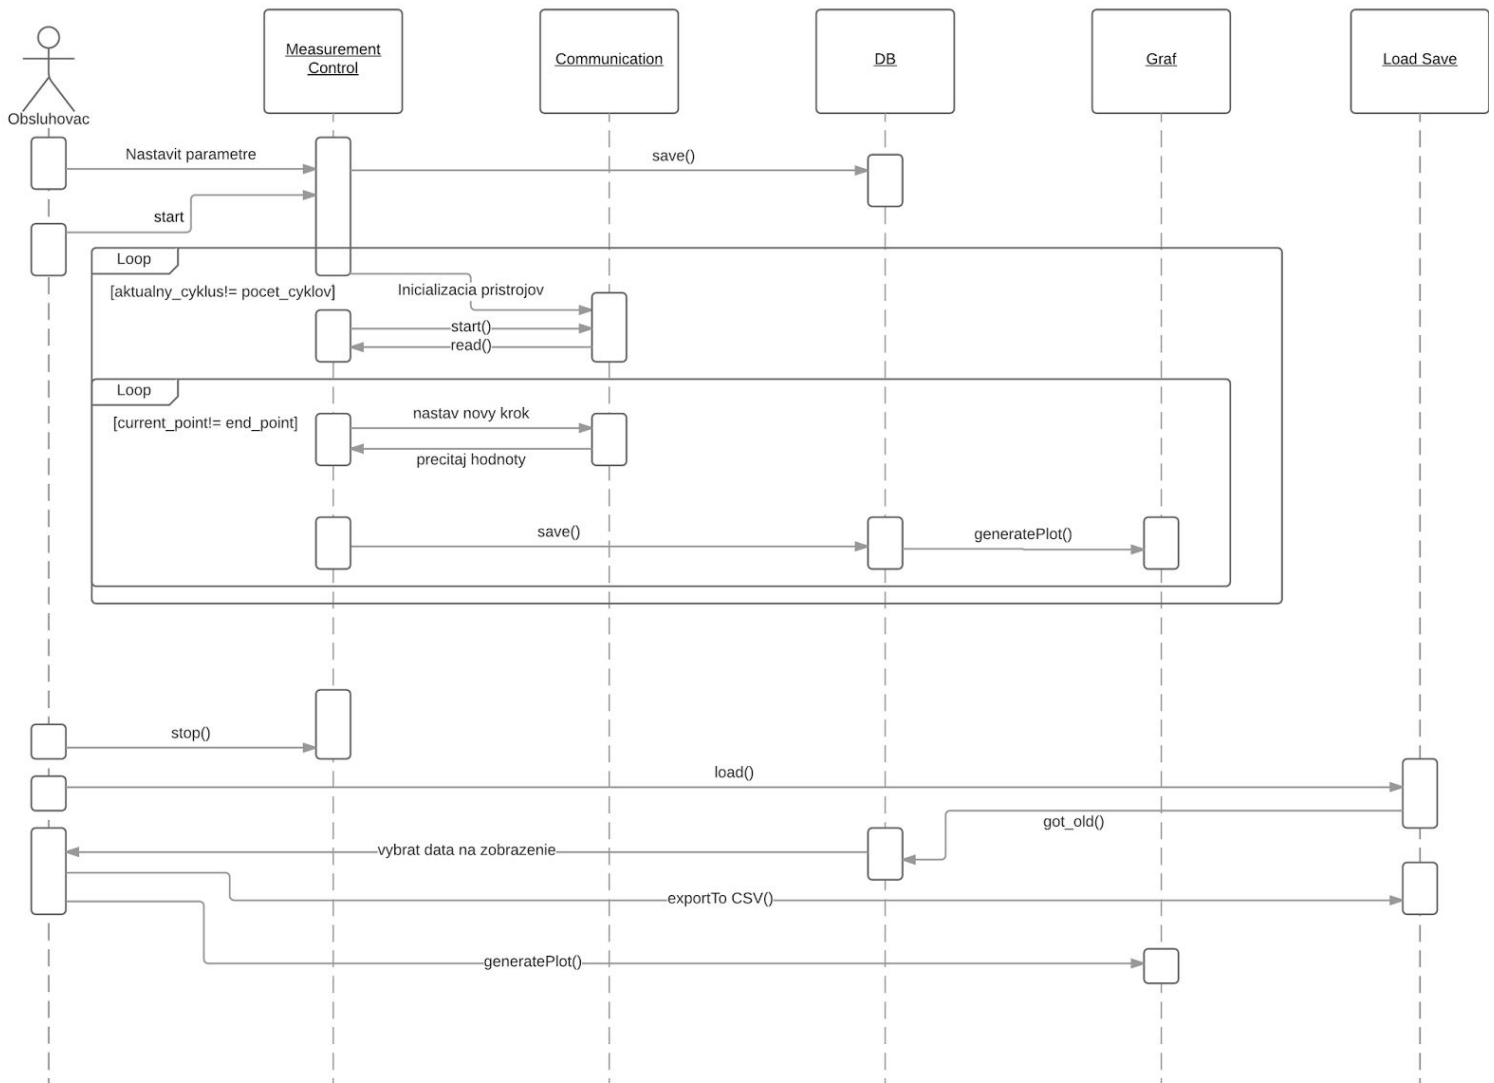 Measurement
Control
Communication
DB
Graf
Load Save
Obsluhovac
Nastavit parametre
save()
start
Loop
[aktualny_cyklus!= pocet_cyklov]
Inicializacia pristrojov
start()
read()
Loop
[current_point!= end_point]
nastav novy krok
precitaj hodnoty
save()
generatePlot()
stop()
load()
got_old()
vybrat data na zobrazenie
exportTo CSV()
generatePlot()